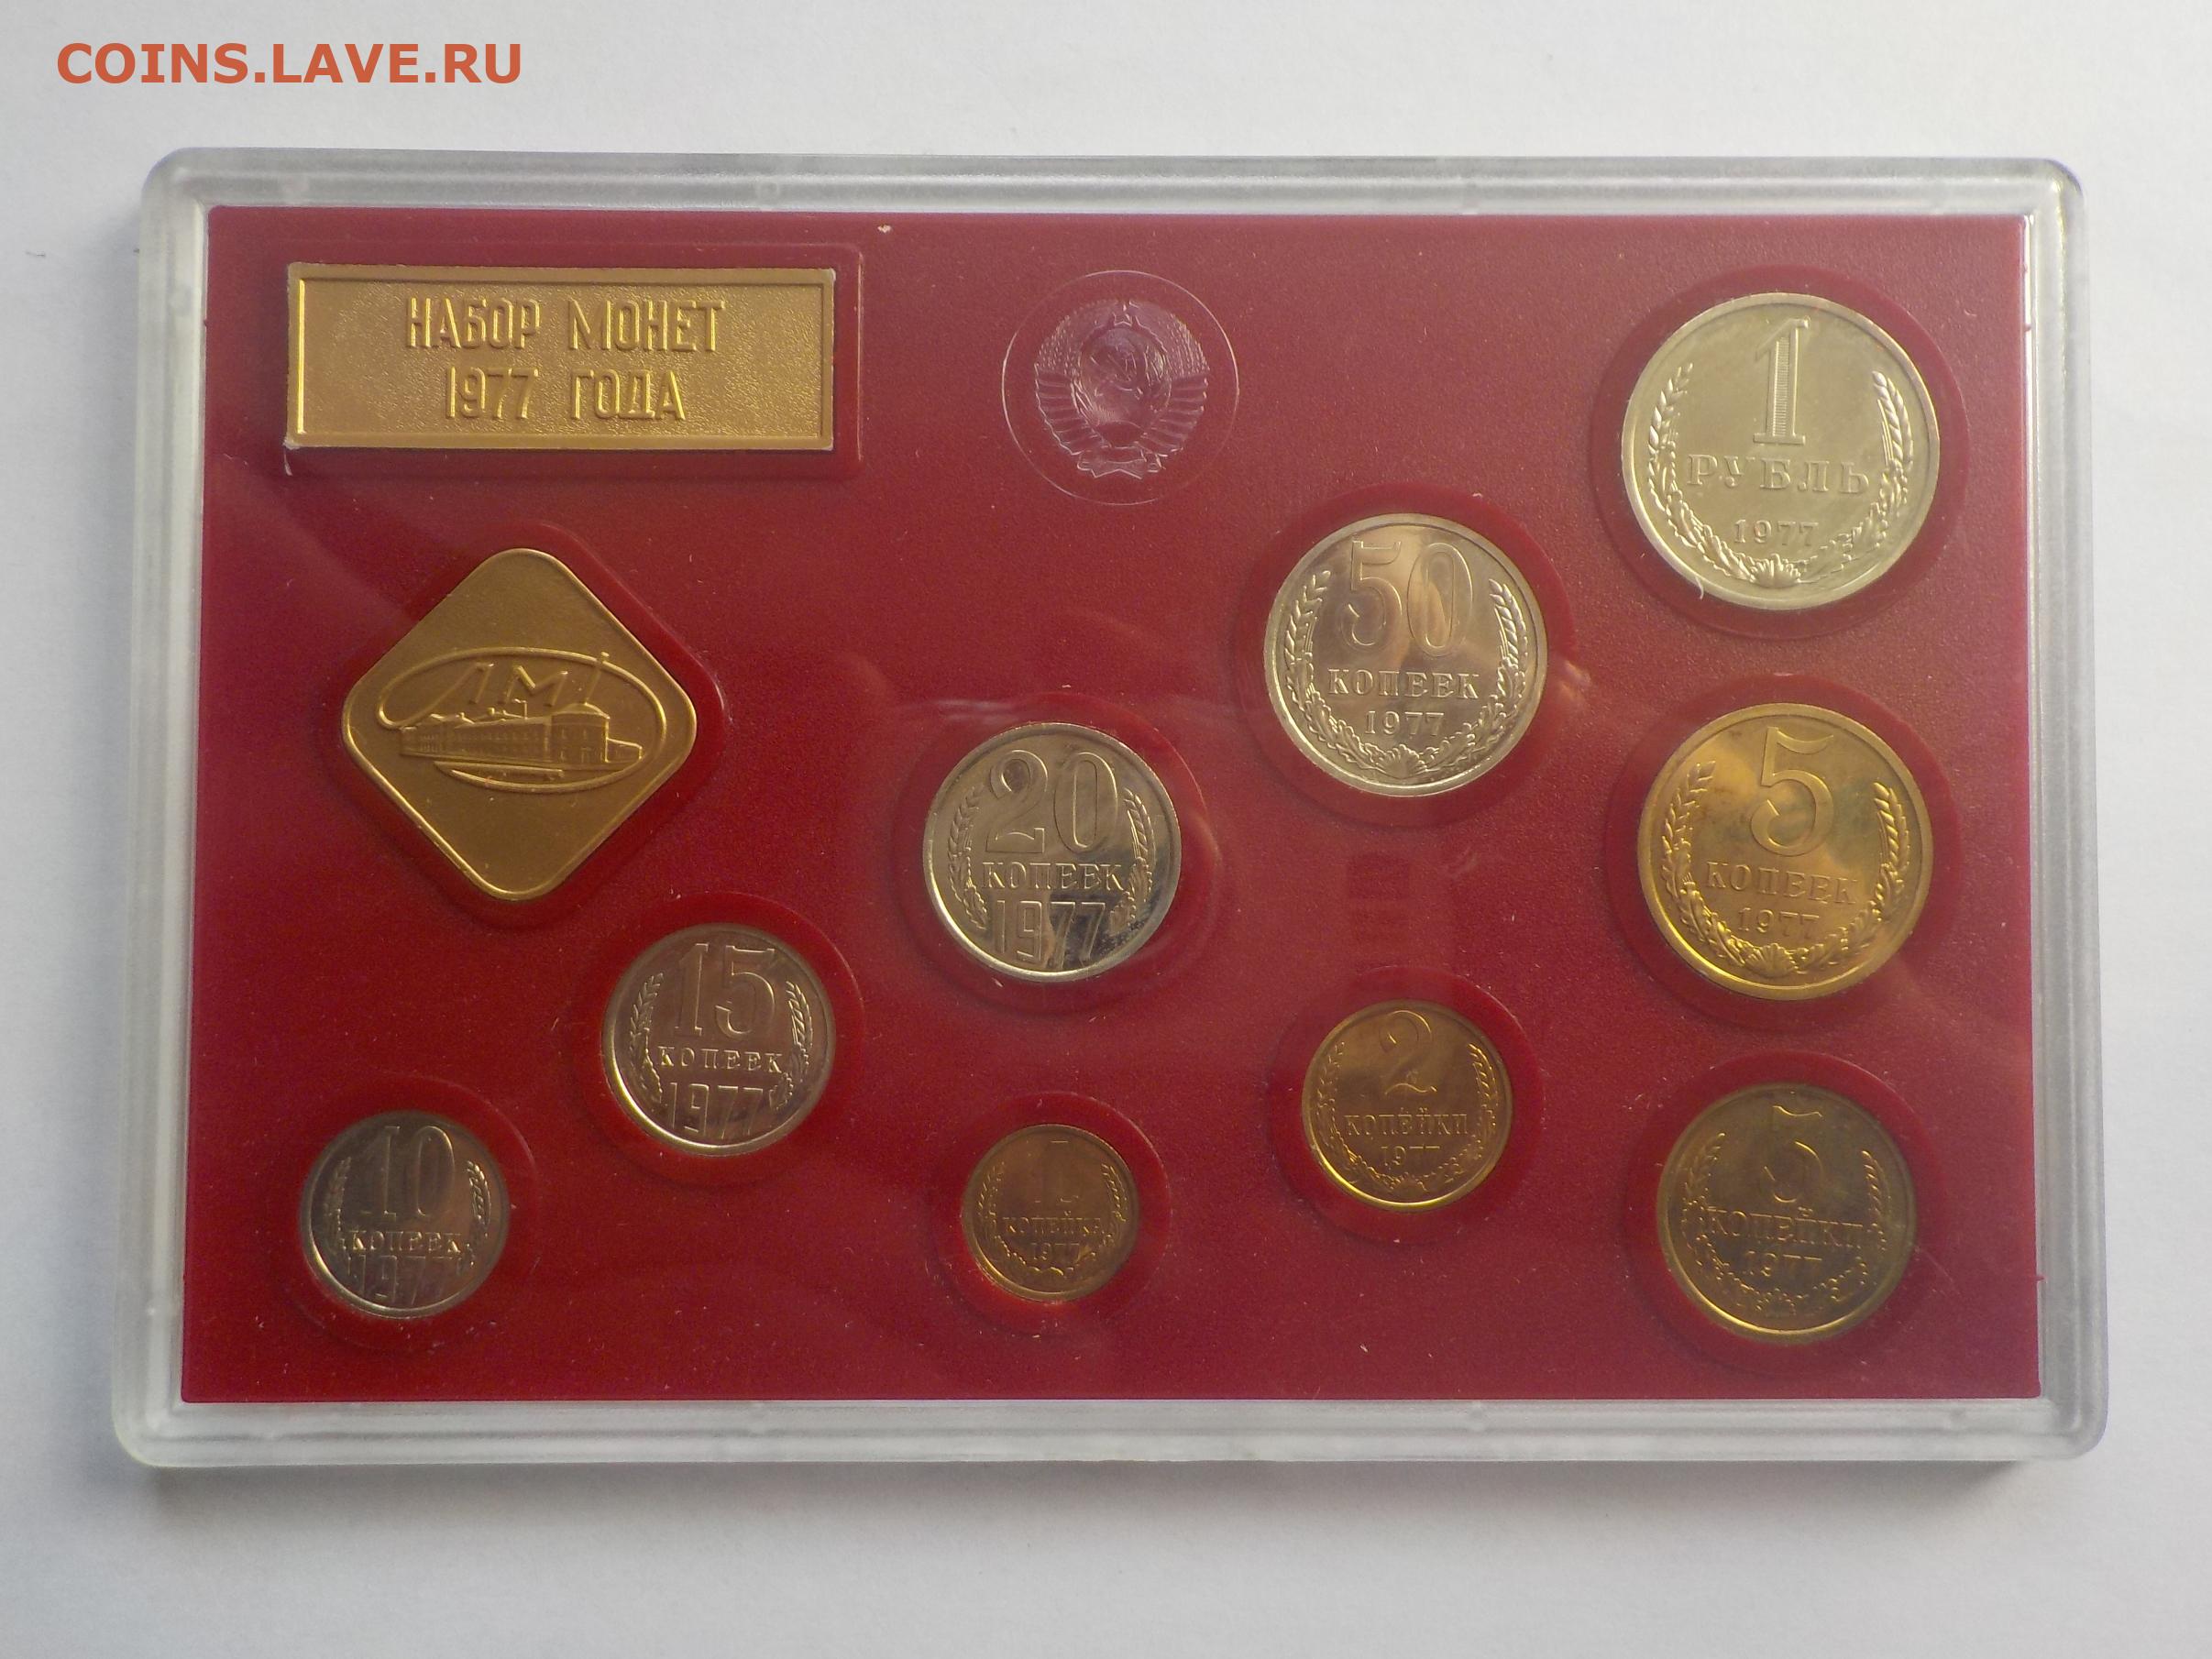 COINS.LAVE.RU
НАБОР МОНЕТ
1977 ГОДА
1
РУБЛЬ
1977
50
КОПЕЕК
1977
ЛМД
20
КОПЕЕК
1977
5
КОПЕЕК
1977
15
КОПЕЕК
1977
2
КОПЕЙКИ
1977
10
КОПЕЕК
1977
1
КОПЕЙКА
1977
3
КОПЕЙКИ
1977